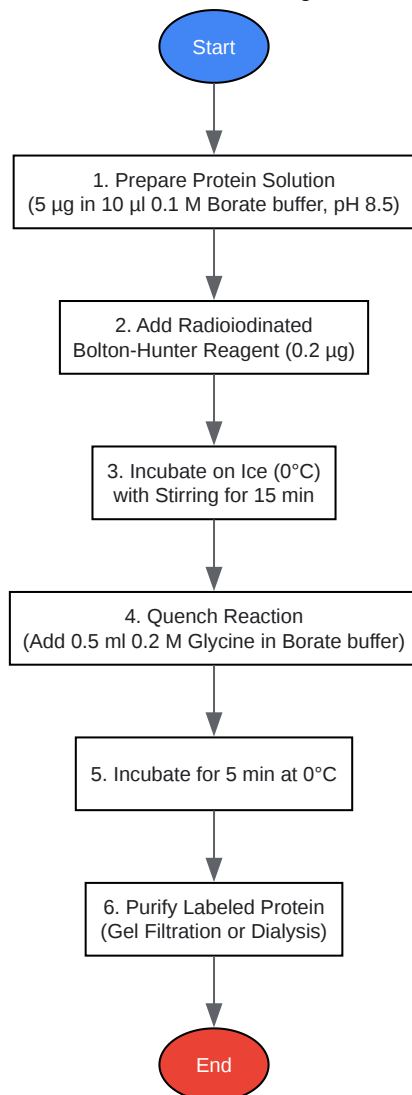 Start
1. Prepare Protein Solution
(5 µg in 10 µl 0.1 M Borate buffer, pH 8.5)
2. Add Radioiodinated
Bolton-Hunter Reagent (0.2 µg)
3. Incubate on Ice (0°C)
with Stirring for 15 min
4. Quench Reaction
(Add 0.5 ml 0.2 M Glycine in Borate buffer)
5. Incubate for 5 min at 0°C
6. Purify Labeled Protein
(Gel Filtration or Dialysis)
End